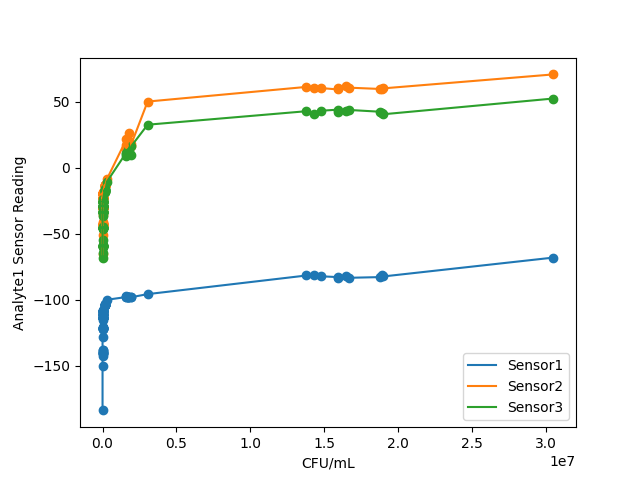 50
0
−50
−100
−150
Analyte1 Sensor Reading
0.0 0.5 1.0 1.5 2.0 2.5 3.0
1e7
CFU/mL
Sensor1
Sensor2
Sensor3